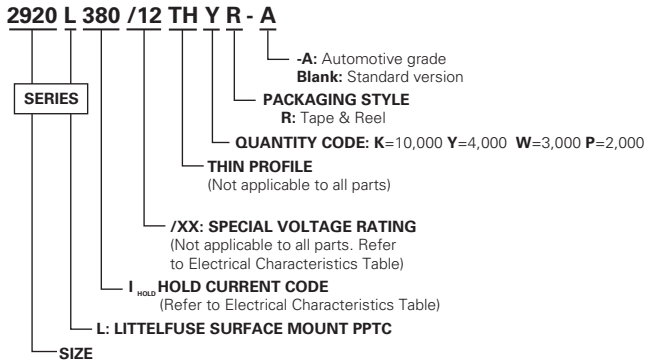 2920 L 380 /12 TH Y R - A
-A: Automotive grade
Blank: Standard version
SERIES
PACKAGING STYLE
R: Tape & Reel
QUANTITY CODE: K=10,000 Y=4,000 W=3,000 P=2,000
THIN PROFILE
(Not applicable to all parts)
/XX: SPECIAL VOLTAGE RATING
(Not applicable to all parts. Refer
to Electrical Characteristics Table)
I HOLD HOLD CURRENT CODE
(Refer to Electrical Characteristics Table)
L: LITTELFUSE SURFACE MOUNT PPTC
SIZE